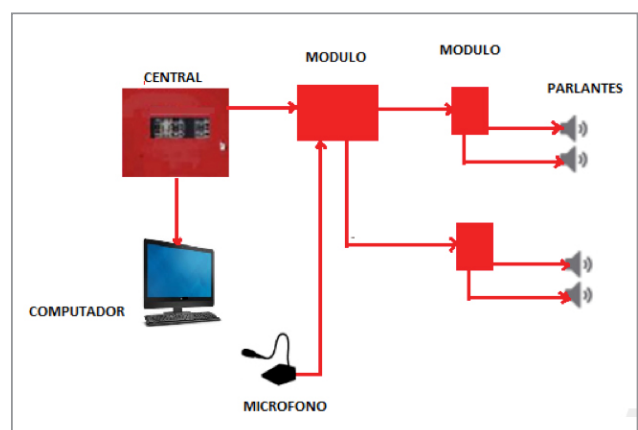 MODULO
MODULO
CENTRAL
PARLANTES
COMPUTADOR
MICROFONO